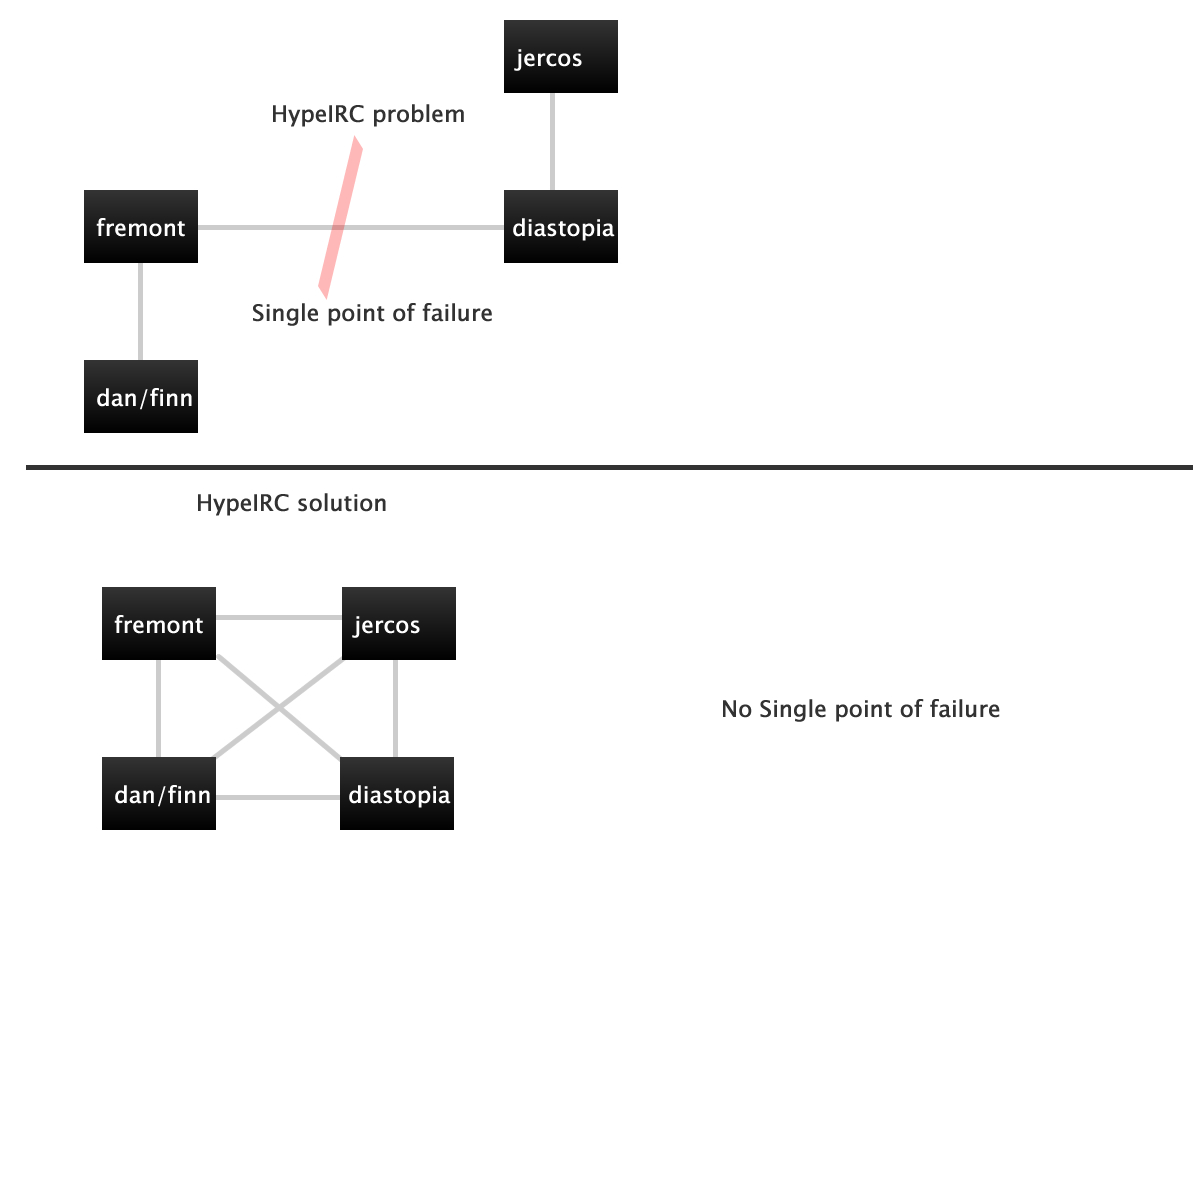 jercos
HypeIRC problem
fremont
diastopia
Single point of failure
dan/finn
HypeIRC solution
fremont
jercos
No Single point of failure
dan/finn
diastopia